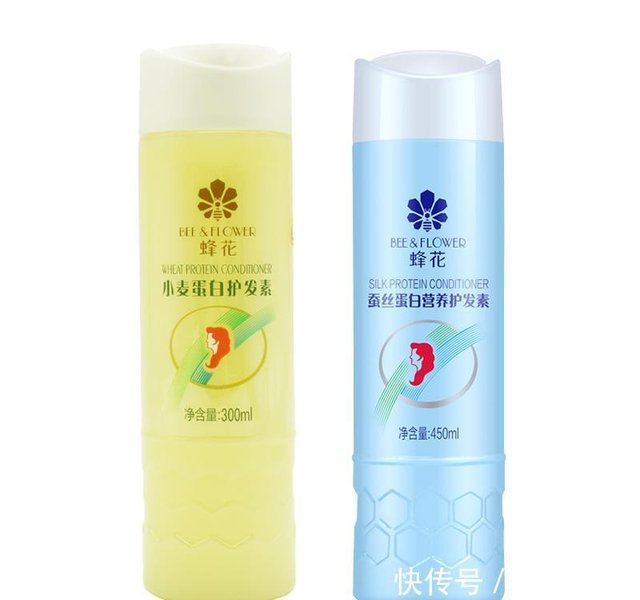 BEE & FLOWER
蜂花
WHEAT PROTEIN CONDITIONER
小麦蛋白护发素
净含量:300ml
BEE & FLOWER
蜂花
SILK PROTEIN CONDITIONER
蚕丝蛋白营养护发素
净含量:450ml
快传号 /